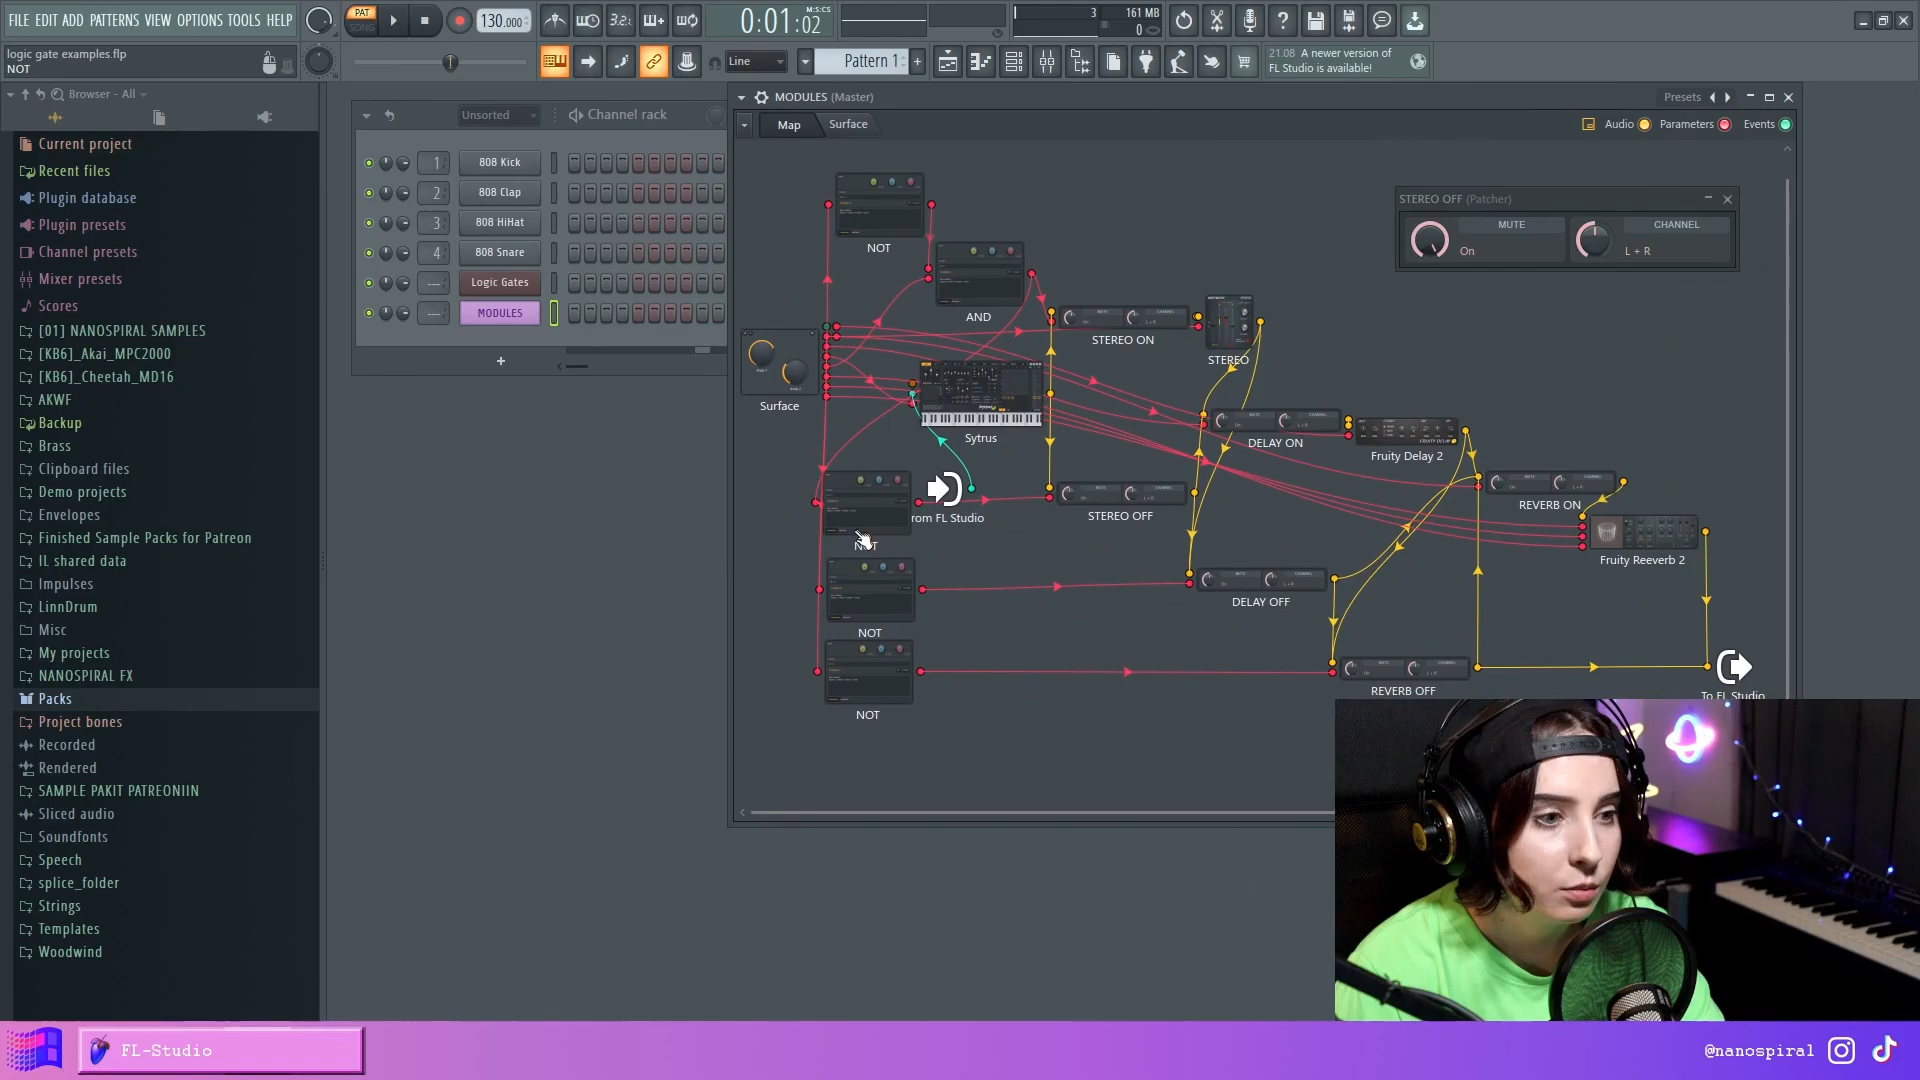 FILE EDIT ADD PATTERNS VIEW OPTIONS TOOLS HELP
PAT
SONG
130.000
3.2.
0:01:02
M:S:CS
3
161 MB
0
logic gate examples.flp
NOT
Line
Pattern 1
+
21.08 A newer version of
FL Studio is available!
Browser - All
Current project
Recent files
Plugin database
Plugin presets
Channel presets
Mixer presets
Scores
[01] NANOSPIRAL SAMPLES
[KB6]_Akai_MPC2000
[KB6]_Cheetah_MD16
AKWF
Backup
Brass
Clipboard files
Demo projects
Envelopes
Finished Sample Packs for Patreon
IL shared data
Impulses
LinnDrum
Misc
My projects
NANOSPIRAL FX
Packs
Project bones
Recorded
Rendered
SAMPLE PAKIT PATREONIIN
Sliced audio
Soundfonts
Speech
splice_folder
Strings
Templates
Woodwind
Unsorted
Channel rack
1 808 Kick
2 808 Clap
3 808 HiHat
4 808 Snare
--- Logic Gates
--- MODULES
+
MODULES (Master)
Presets
Map
Surface
Audio
Parameters
Events
STEREO OFF (Patcher)
MUTE
On
CHANNEL
L + R
NOT
AND
STEREO ON
STEREO
Surface
Sytrus
DELAY ON
Fruity Delay 2
REVERB ON
rom FL Studio
STEREO OFF
NOT
Fruity Reeverb 2
DELAY OFF
NOT
REVERB OFF
To FL Studio
NOT
FL-Studio
@nanospiral